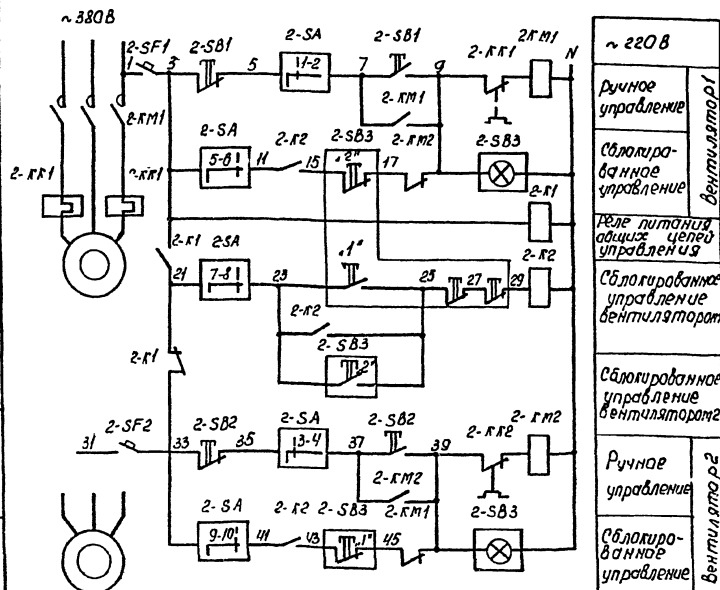 ~380В
2-SF1
2-SB1
2-SA
2-SB1
2-КК1
2КМ1
N
~220В
1
3
5
1-2
7
9
2-КМ1
2-КМ1
Ручное
управление
Вентилятор1
2-SA
2-К2
2-SB3
2-КМ2
2-SB3
5-6
11
15
„2"
17
Сблокиро-
ванное
управление
2-КК1
2-КК1
2-К1
Реле питания
общих цепей
управления
2-К1
2-SA
„1"
2-К2
21
7-8
23
25
27
29
Сблокированное
управление
вентилятором
2-К2
2-SB3
„2"
2-К1
Сблокированное
управление
вентилятором2
2-SF2
2-SB2
2-SA
2-SB2
2-КК2
2-КМ2
31
33
35
3-4
37
39
2-КМ2
Ручное
управление
Вентилятор2
2-SA
2-К2
2-SB3
2-КМ1
2-SB3
9-10
41
43
„1"
45
Сблокиро-
ванное
управление